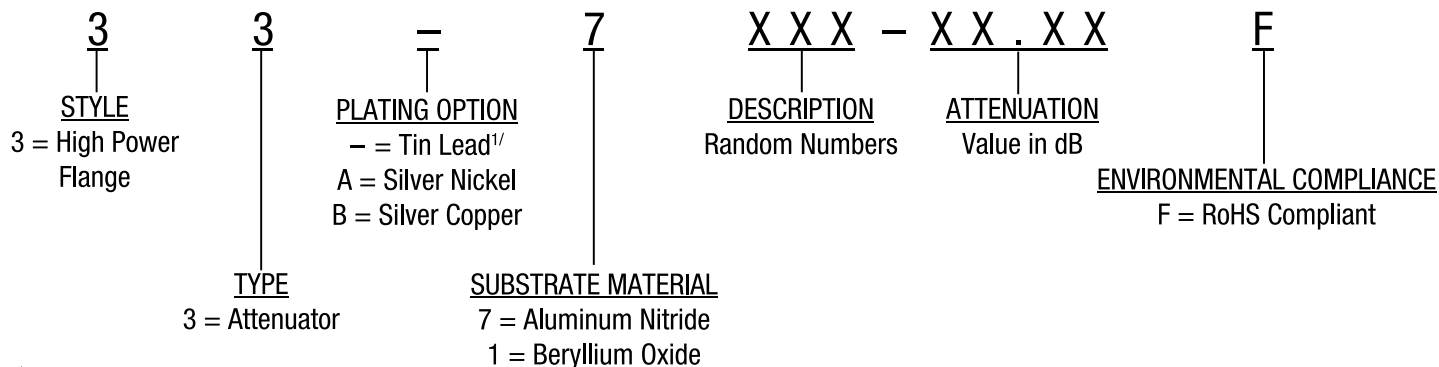 3 3 – 7 X X X – X X . X X F
STYLE
3 = High Power
Flange
TYPE
3 = Attenuator
PLATING OPTION
– = Tin Lead1/
A = Silver Nickel
B = Silver Copper
SUBSTRATE MATERIAL
7 = Aluminum Nitride
1 = Beryllium Oxide
DESCRIPTION
Random Numbers
ATTENUATION
Value in dB
ENVIRONMENTAL COMPLIANCE
F = RoHS Compliant